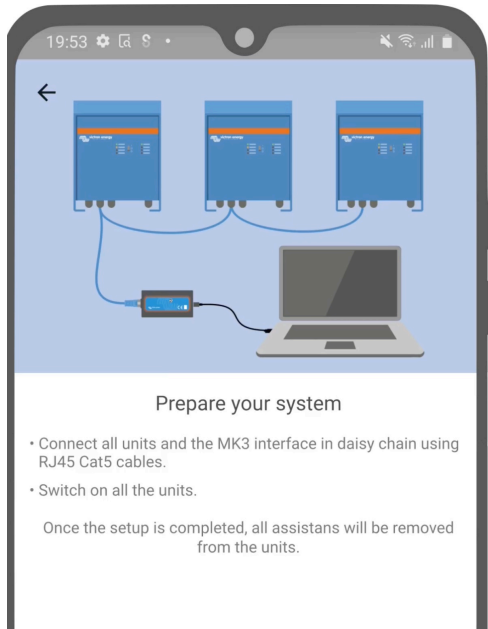 19:53
Prepare your system
• Connect all units and the MK3 interface in daisy chain using
RJ45 Cat5 cables.
• Switch on all the units.
Once the setup is completed, all assistans will be removed
from the units.